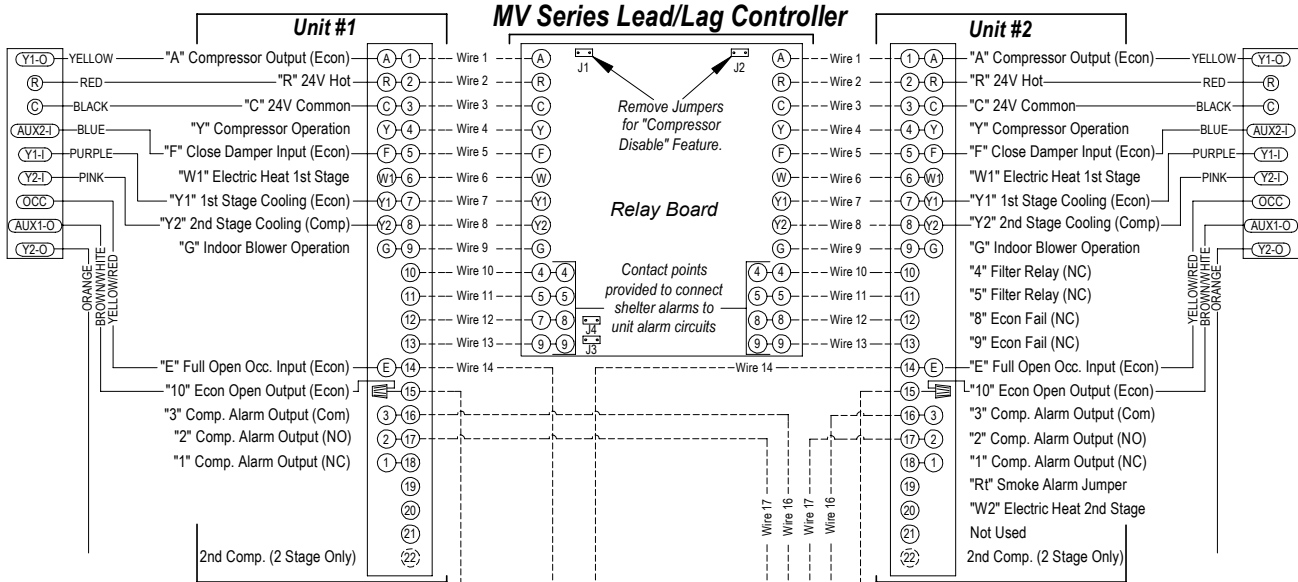 MV Series Lead/Lag Controller
Unit #1
Unit #2
Y1-O YELLOW "A" Compressor Output (Econ) A 1 Wire 1 A J1 J2 A Wire 1 1 A "A" Compressor Output (Econ) YELLOW Y1-O
R RED "R" 24V Hot R 2 Wire 2 R R Wire 2 2 R "R" 24V Hot RED R
C BLACK "C" 24V Common C 3 Wire 3 C C Wire 3 3 C "C" 24V Common BLACK C
Remove Jumpers
for "Compressor
Disable" Feature.
AUX2-I BLUE "Y" Compressor Operation Y 4 Wire 4 Y Y Wire 4 4 Y "Y" Compressor Operation BLUE AUX2-I
Y1-I PURPLE "F" Close Damper Input (Econ) F 5 Wire 5 F F Wire 5 5 F "F" Close Damper Input (Econ) PURPLE Y1-I
Y2-I PINK "W1" Electric Heat 1st Stage W1 6 Wire 6 W W Wire 6 6 W1 "W1" Electric Heat 1st Stage PINK Y2-I
OCC "Y1" 1st Stage Cooling (Econ) Y1 7 Wire 7 Y1 Relay Board Y1 Wire 7 7 Y1 "Y1" 1st Stage Cooling (Econ) OCC
AUX1-O "Y2" 2nd Stage Cooling (Comp) Y2 8 Wire 8 Y2 Y2 Wire 8 8 Y2 "Y2" 2nd Stage Cooling (Comp) AUX1-O
Y2-O "G" Indoor Blower Operation G 9 Wire 9 G G Wire 9 9 G "G" Indoor Blower Operation Y2-O
Contact points
provided to connect
shelter alarms to
unit alarm circuits
10 Wire 10 4 4 4 4 Wire 10 10 "4" Filter Relay (NC)
11 Wire 11 5 5 5 5 Wire 11 11 "5" Filter Relay (NC)
12 Wire 12 7 8 J4 8 8 Wire 12 12 "8" Econ Fail (NC)
13 Wire 13 9 9 J3 9 9 Wire 13 13 "9" Econ Fail (NC)
ORANGE
BROWN/WHITE
YELLOW/RED
YELLOW/RED
BROWN/WHITE
ORANGE
"E" Full Open Occ. Input (Econ) E 14 Wire 14 Wire 14 14 E "E" Full Open Occ. Input (Econ)
"10" Econ Open Output (Econ) 15 15 "10" Econ Open Output (Econ)
"3" Comp. Alarm Output (Com) 3 16 16 3 "3" Comp. Alarm Output (Com)
"2" Comp. Alarm Output (NO) 2 17 17 2 "2" Comp. Alarm Output (NO)
"1" Comp. Alarm Output (NC) 1 18 18 1 "1" Comp. Alarm Output (NC)
19 19 "Rt" Smoke Alarm Jumper
20 20 "W2" Electric Heat 2nd Stage
21 21 Not Used
2nd Comp. (2 Stage Only) 22 22 2nd Comp. (2 Stage Only)
Wire 17
Wire 16
Wire 17
Wire 16